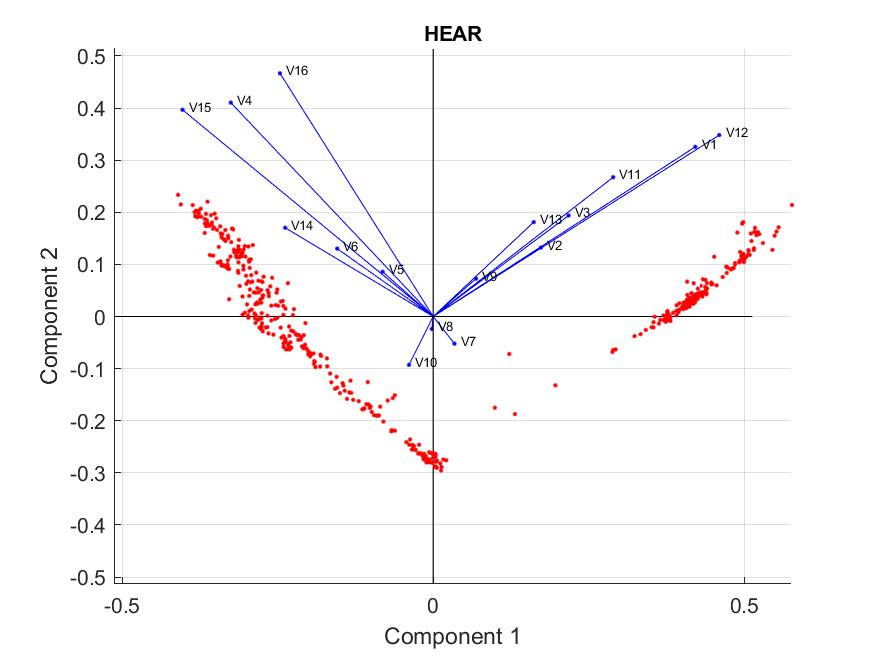 HEAR
0.5
V16
V4
V15
0.4
V12
V1
0.3
V11
V3
V13
0.2
V14
V2
V6
0.1
V5
V9
0
V8
V7
V10
-0.1
-0.2
-0.3
-0.4
-0.5
Component 2
-0.5
0
0.5
Component 1